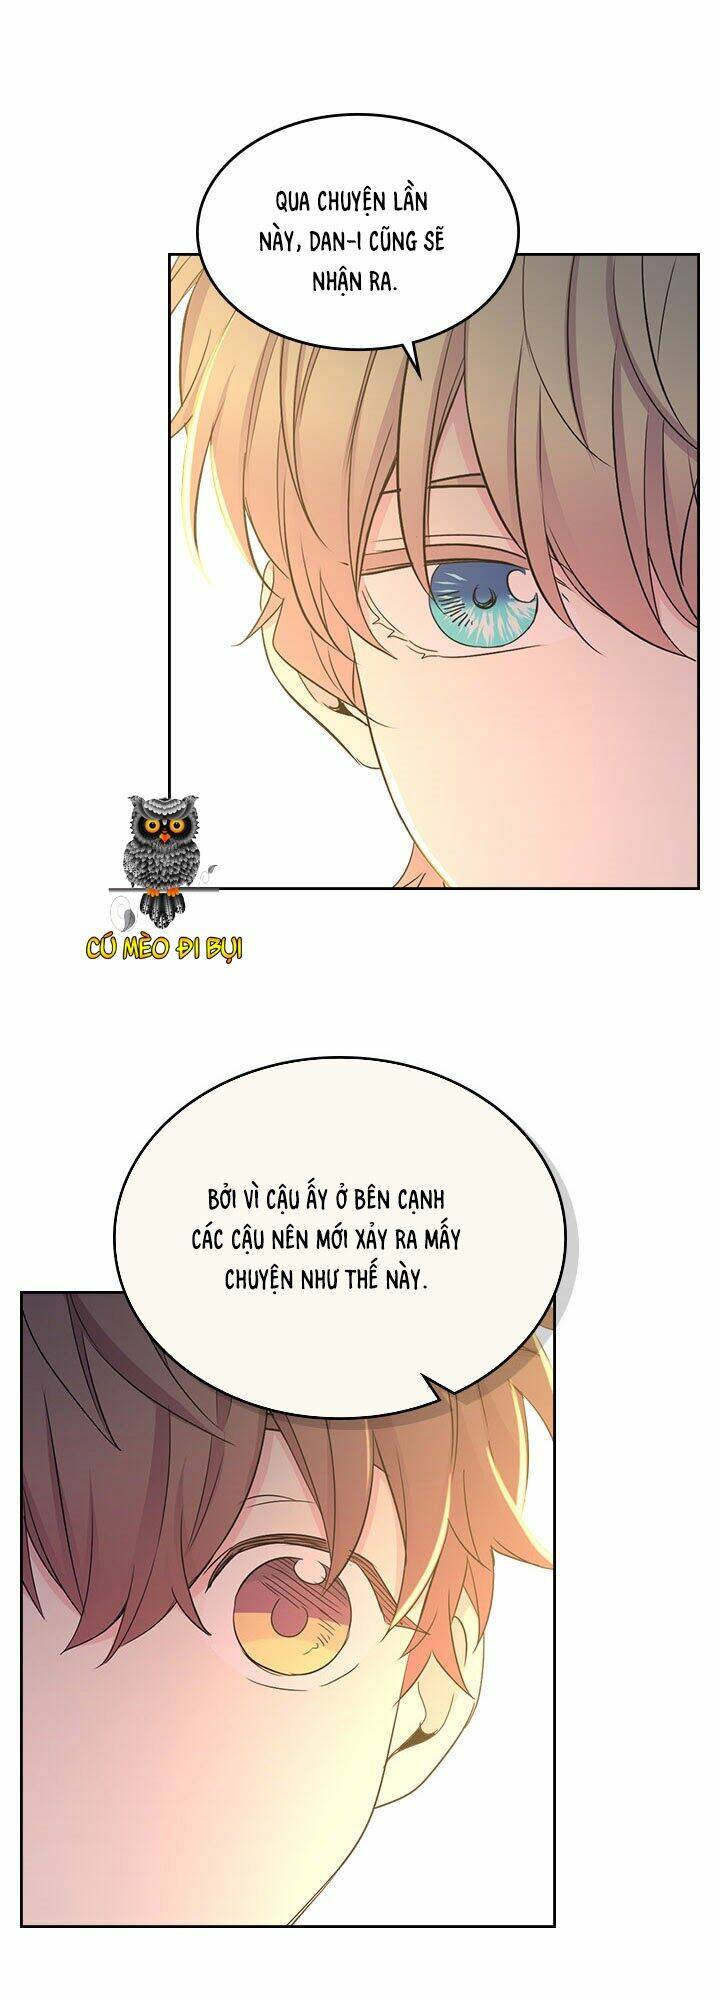 QUA CHUYỆN LẦN
NÀY, DAN-I CŨNG SẼ
NHẬN RA.
CÚ MÈO ĐI BỤI
BỞI VÌ CẬU ẤY Ở BÊN CẠNH
CÁC CẬU NÊN MỚI XẢY RA MẤY
CHUYỆN NHƯ THẾ NÀY.